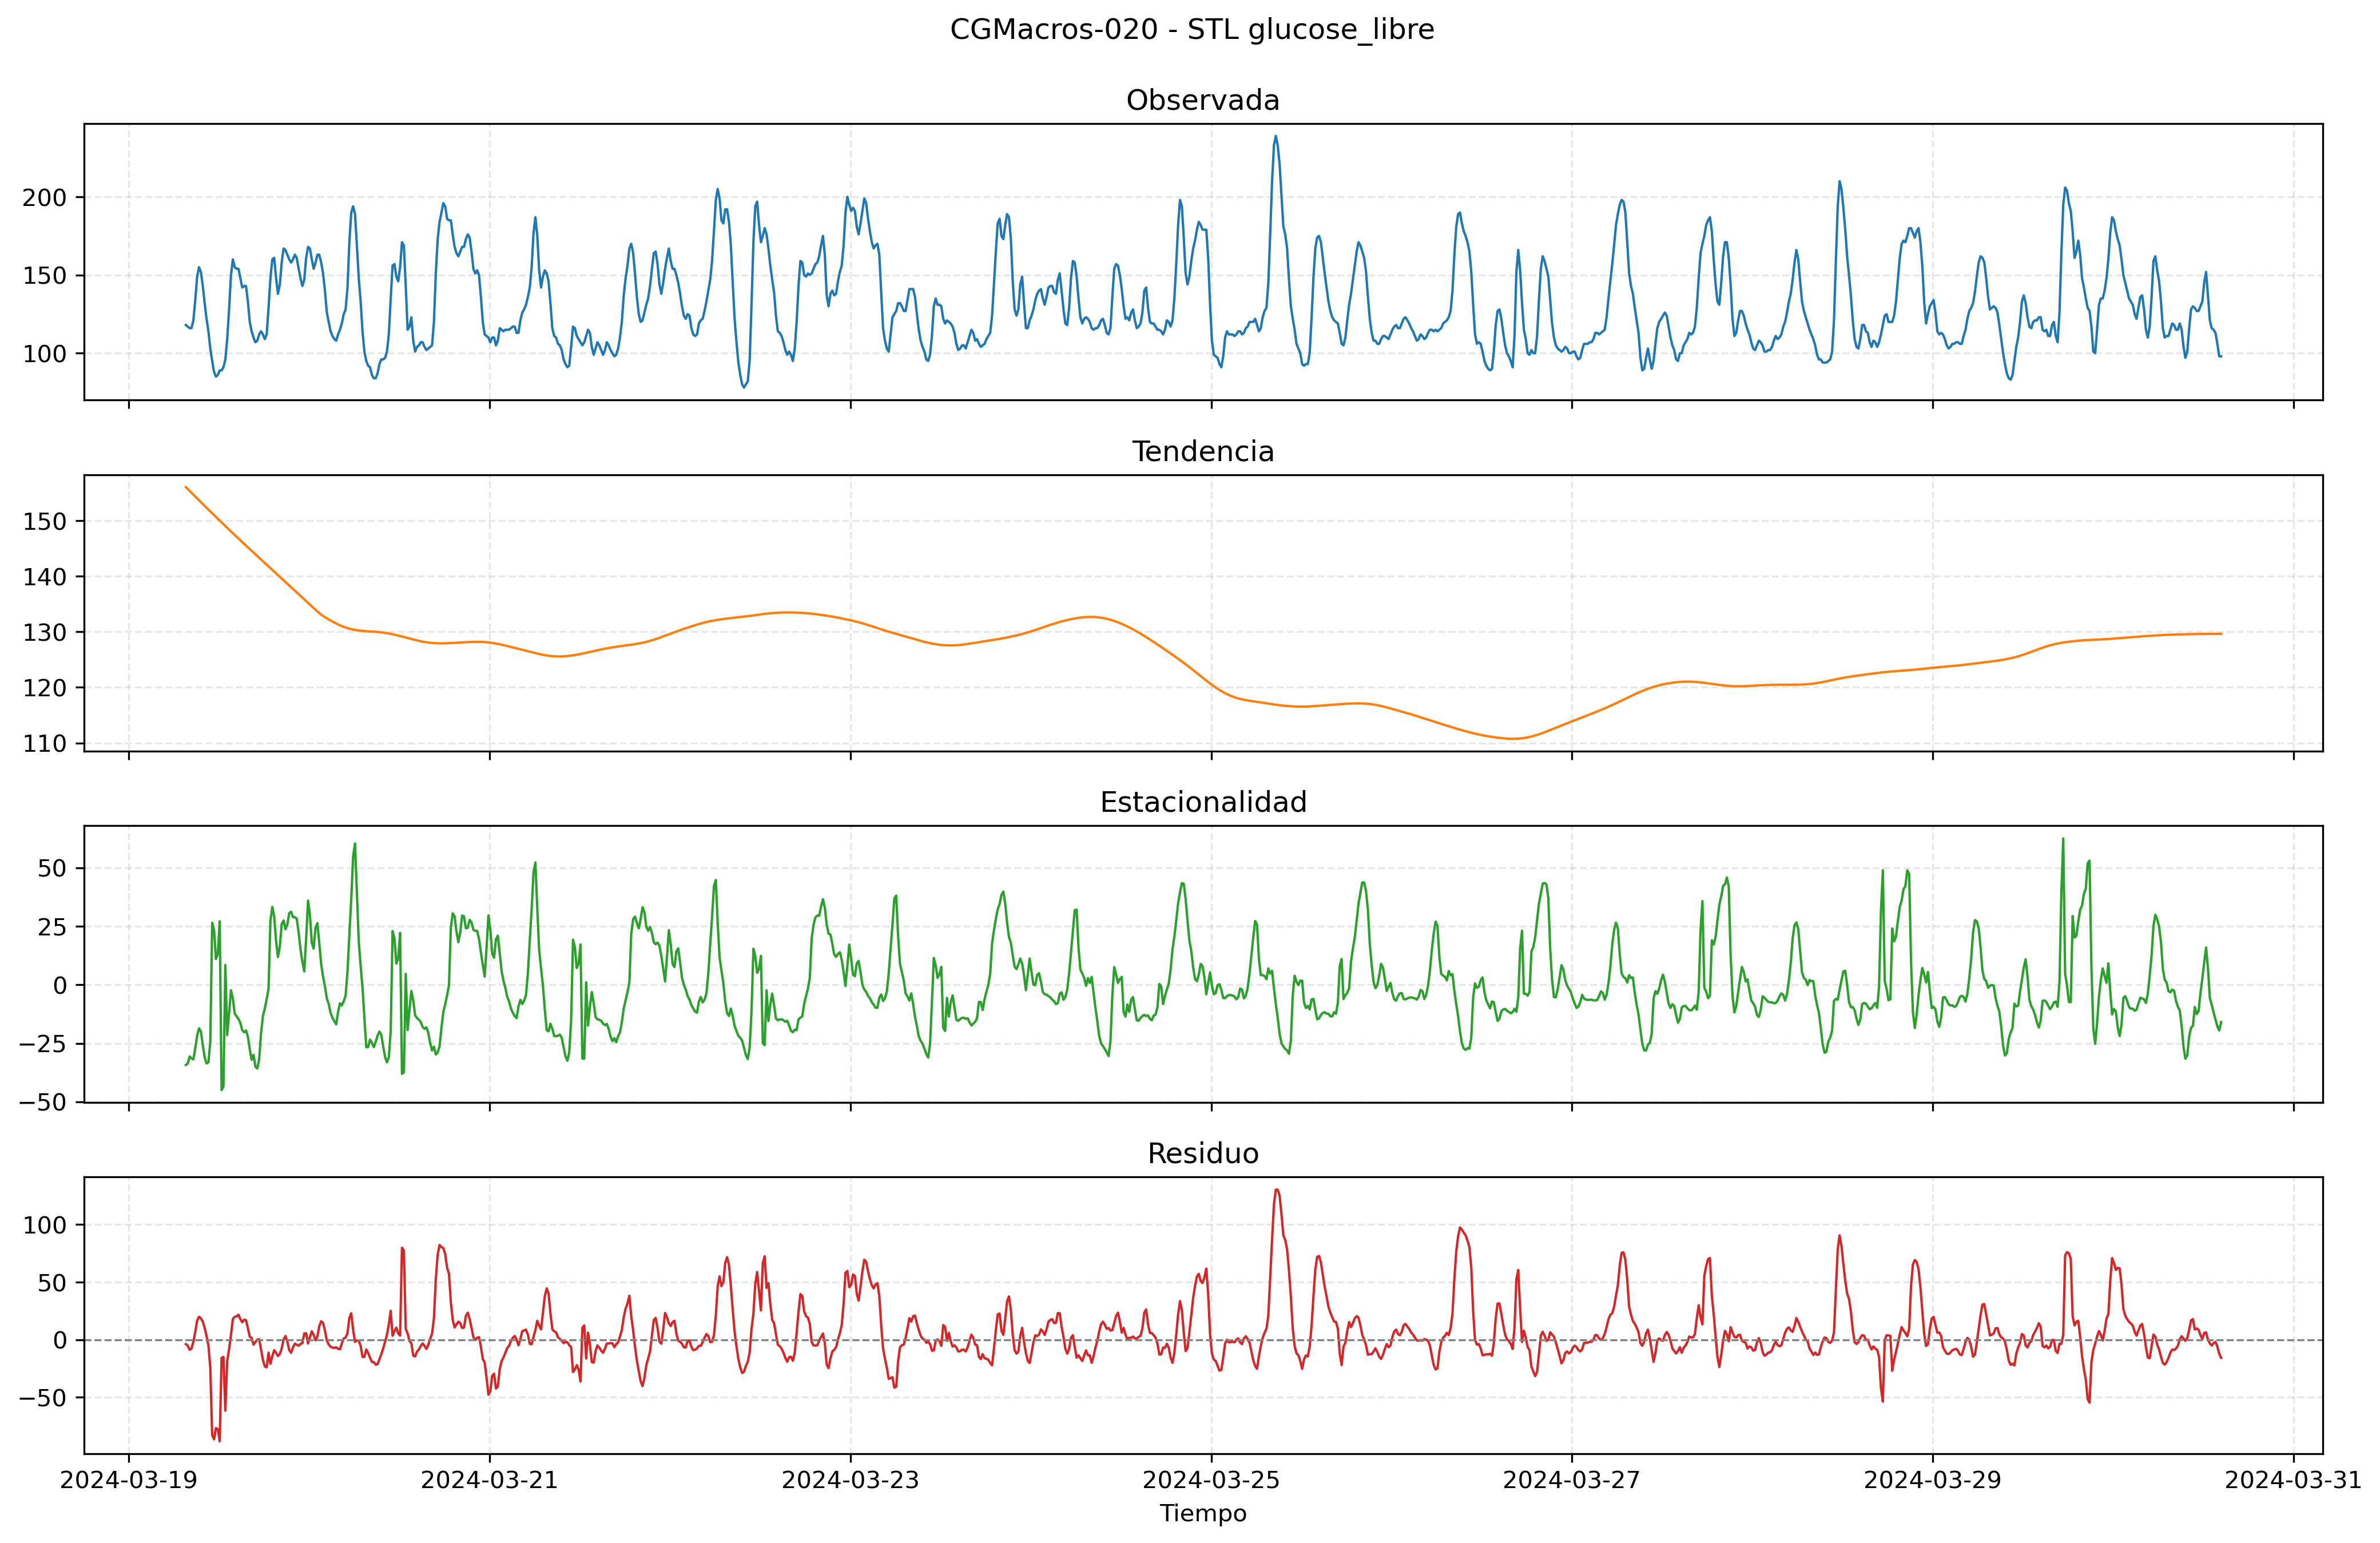 CGMacros-020 - STL glucose_libre
Observada
200
150
100
Tendencia
150
140
130
120
110
Estacionalidad
50
25
0
−25
−50
Residuo
100
50
0
−50
2024-03-19 2024-03-21 2024-03-23 2024-03-25 2024-03-27 2024-03-29 2024-03-31
Tiempo